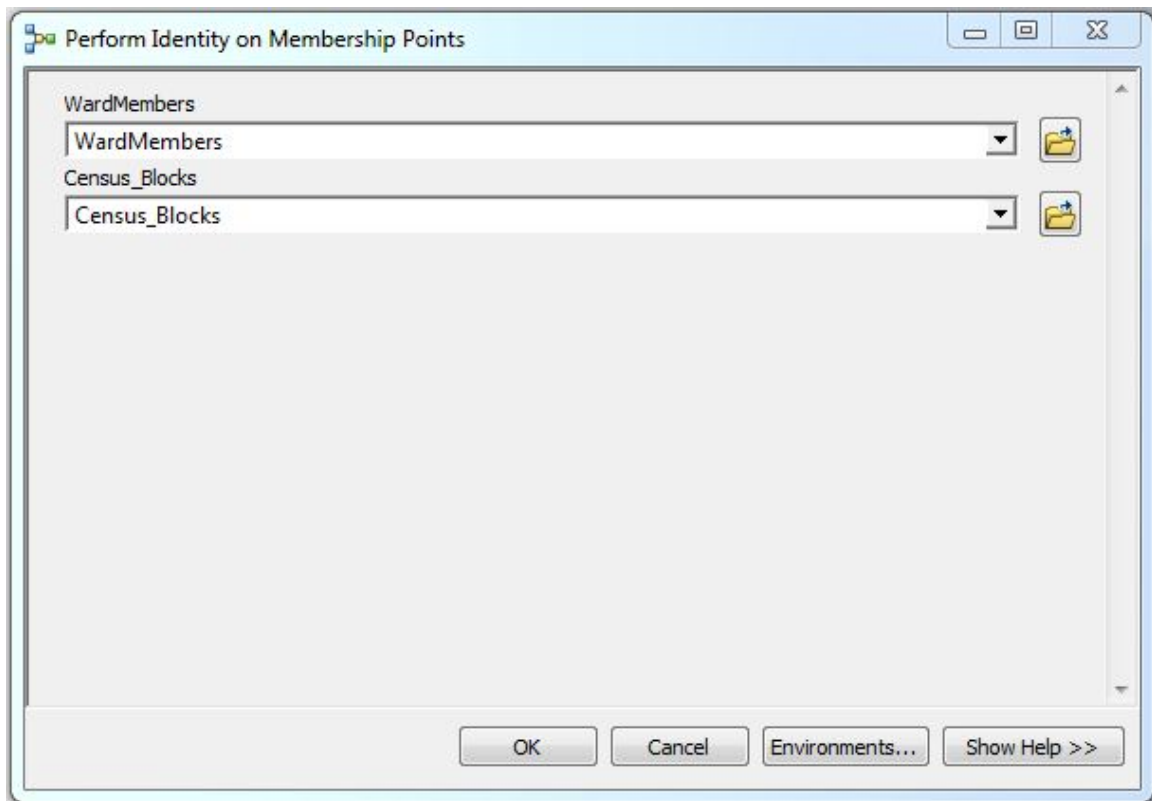 Perform Identity on Membership Points
WardMembers
WardMembers
Census_Blocks
Census_Blocks
OK Cancel Environments... Show Help >>